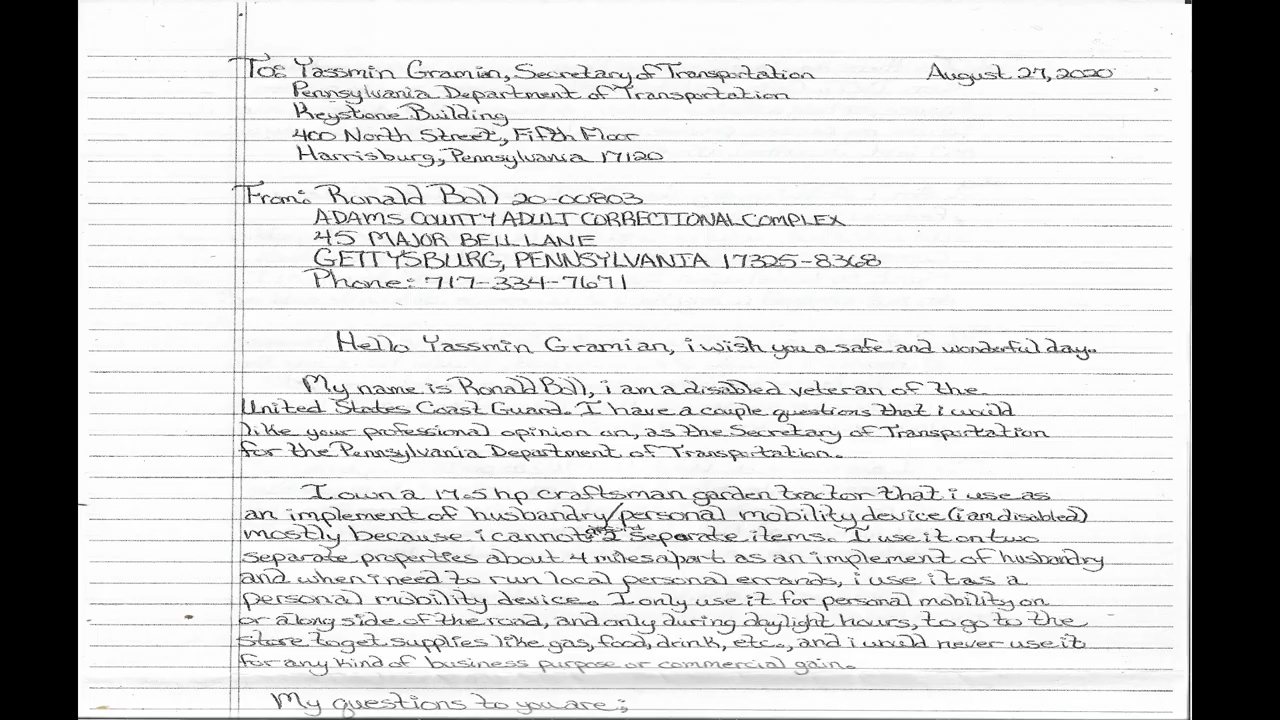 To: Yassmin Gramian, Secretary of Transportation August 27, 2020
Pennsylvania Department of Transportation
Keystone Building
400 North Street, Fifth Floor
Harrisburg, Pennsylvania 17120
From: Ronald Boll 20-00803
ADAMS COUNTY ADULT CORRECTIONAL COMPLEX
45 MAJOR BELL LANE
GETTYSBURG, PENNSYLVANIA 17325-8368
Phone: 717-334-7671
Hello Yassmin Gramian, i wish you a safe and wonderful day.
My name is Ronald Boll, i am a disabled veteran of the
United States Coast Guard. I have a couple questions that i would
like your professional opinion on, as the Secretary of Transportation
for the Pennsylvania Department of Transportation.
I own a 17.5 hp craftsman garden tractor that i use as
an implement of husbandry/personal mobility device (i am disabled)
mostly because i cannot afford 2 separate items. I use it on two
separate properties about 4 miles apart as an implement of husbandry
and when i need to run local personal errands, i use it as a
personal mobility device. I only use it for personal mobility on
or along side of the road, and only during daylight hours, to go to the
store to get supplies like gas, food, drink, etc., and i would never use it
for any kind of business purpose or commercial gain.
My questions to you are;